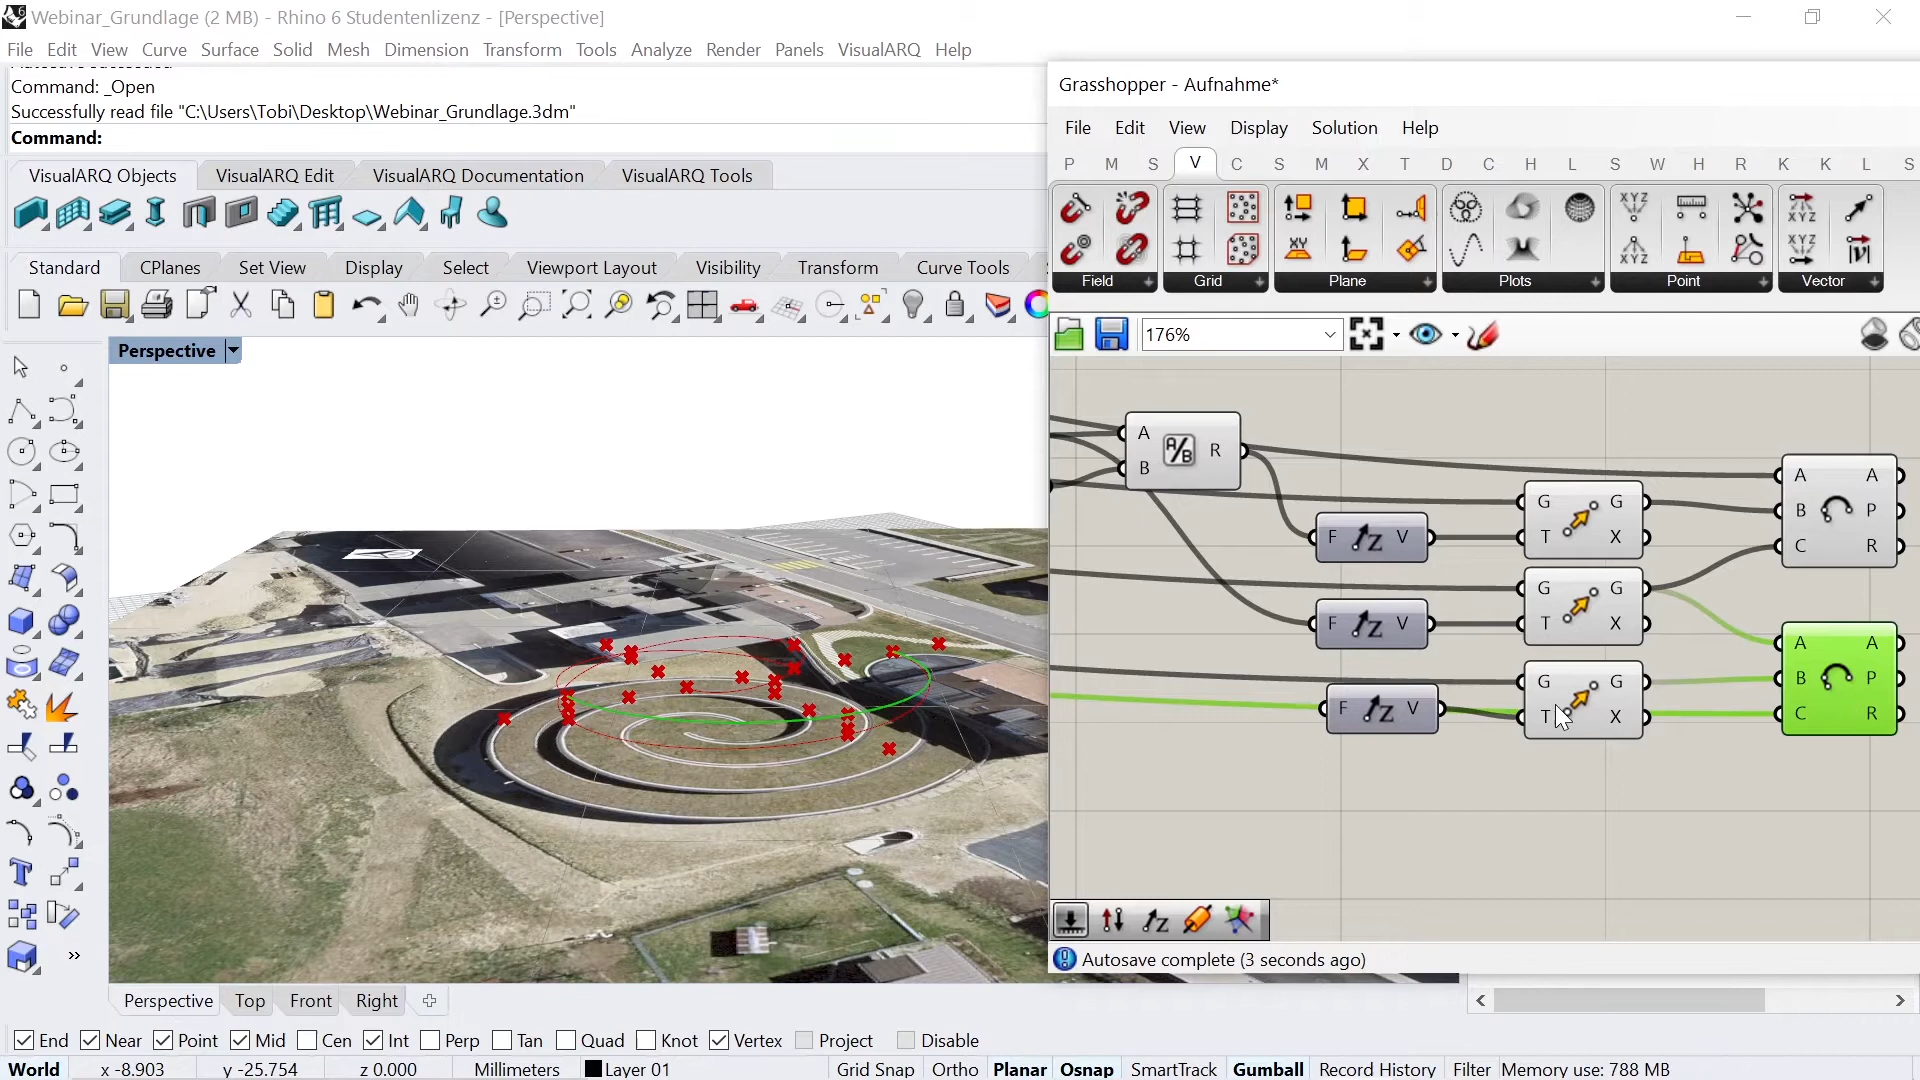 Webinar_Grundlage (2 MB) - Rhino 6 Studentenlizenz - [Perspective]
File Edit View Curve Surface Solid Mesh Dimension Transform Tools Analyze Render Panels VisualARQ Help
Command: _Open
Successfully read file "C:\Users\Tobi\Desktop\Webinar_Grundlage.3dm"
Command:
VisualARQ Objects VisualARQ Edit VisualARQ Documentation VisualARQ Tools
Standard CPlanes Set View Display Select Viewport Layout Visibility Transform Curve Tools
Perspective
Grasshopper - Aufnahme*
File Edit View Display Solution Help
P M S V C S M X T D C H L S W H R K K L S
Field Grid Plane Plots Point Vector
176%
A B A/B R
F Z V
G T G X
A B C A P R
F Z V
G T G X
F Z V
G T G X
A B C A P R
Autosave complete (3 seconds ago)
Perspective Top Front Right
End Near Point Mid Cen Int Perp Tan Quad Knot Vertex Project Disable
World x -8.903 y -25.754 z 0.000 Millimeters Layer 01 Grid Snap Ortho Planar Osnap SmartTrack Gumball Record History Filter Memory use: 788 MB